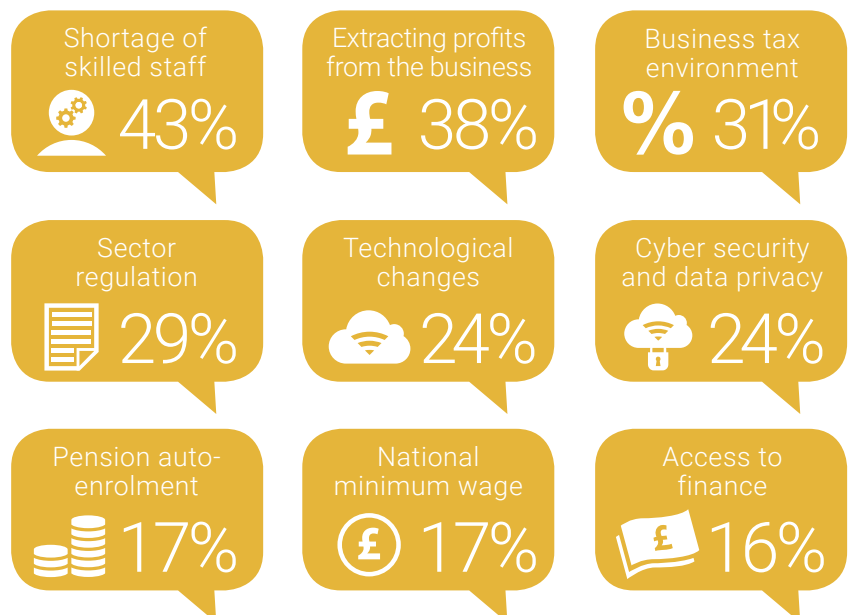 Shortage of
skilled staff
43%
Extracting profits
from the business
£ 38%
Business tax
environment
% 31%
Sector
regulation
29%
Technological
changes
24%
Cyber security
and data privacy
24%
Pension auto-
enrolment
17%
National
minimum wage
£ 17%
Access to
finance
£ 16%